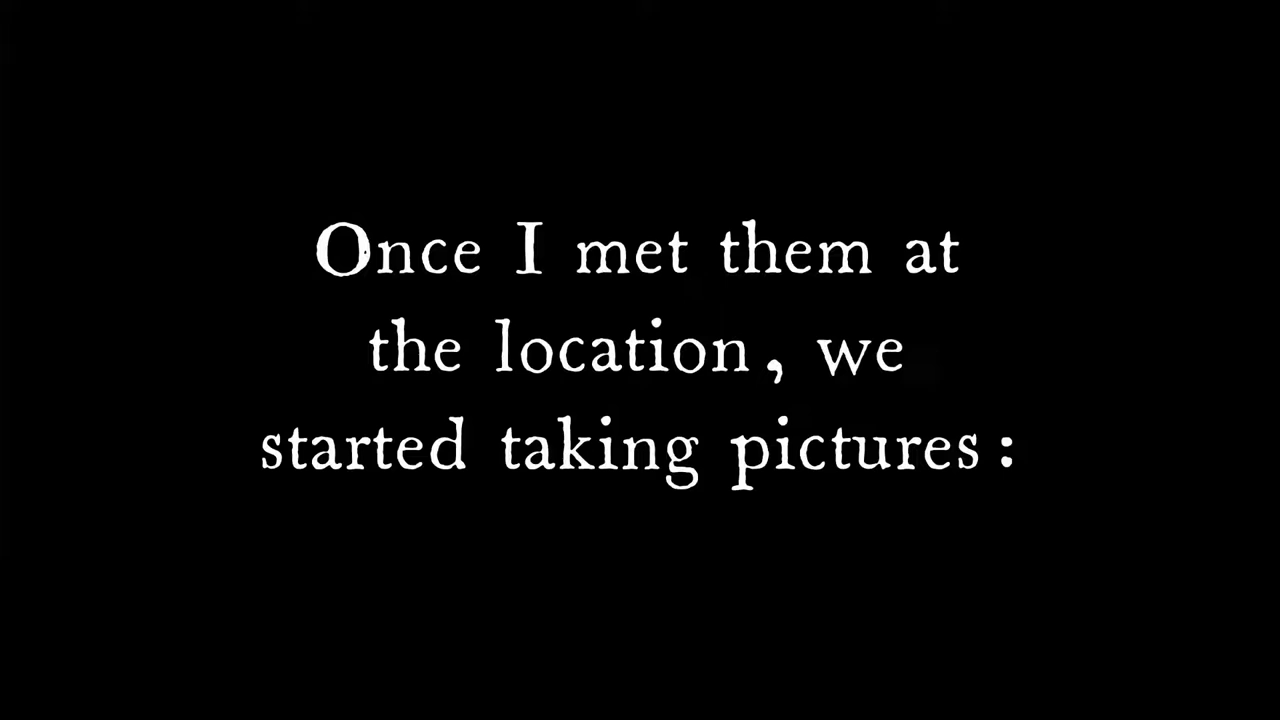 Once I met them at
the location, we
started taking pictures: